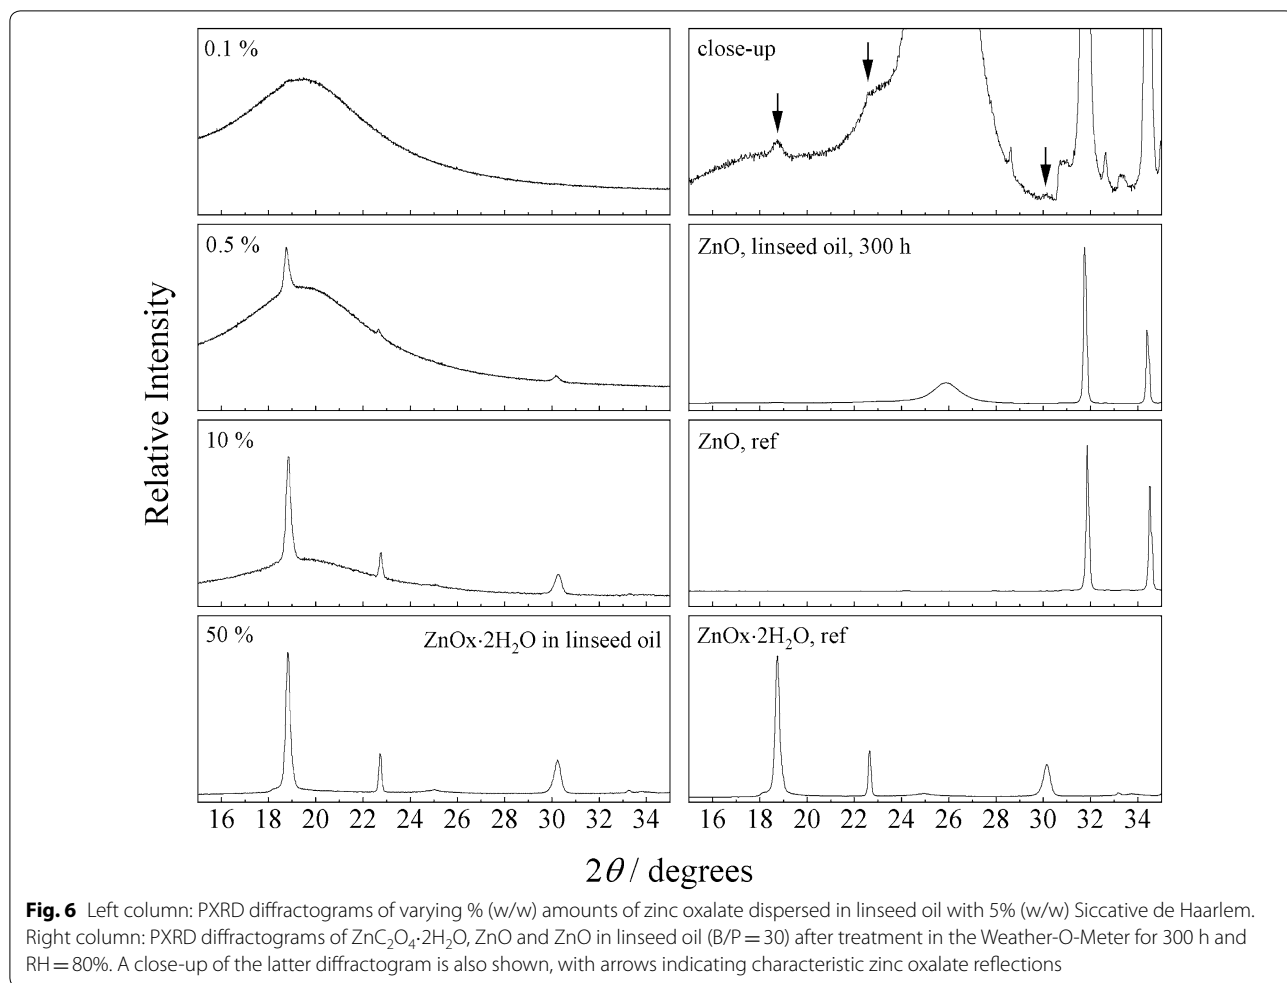 0.1 %
close-up
0.5 %
ZnO, linseed oil, 300 h
10 %
ZnO, ref
50 %
ZnOx·2H₂O in linseed oil
ZnOx·2H₂O, ref
Relative Intensity
16 18 20 22 24 26 28 30 32 34
16 18 20 22 24 26 28 30 32 34
2θ / degrees
Fig. 6 Left column: PXRD diffractograms of varying % (w/w) amounts of zinc oxalate dispersed in linseed oil with 5% (w/w) Siccative de Haarlem.
Right column: PXRD diffractograms of ZnC₂O₄·2H₂O, ZnO and ZnO in linseed oil (B/P = 30) after treatment in the Weather-O-Meter for 300 h and
RH = 80%. A close-up of the latter diffractogram is also shown, with arrows indicating characteristic zinc oxalate reflections